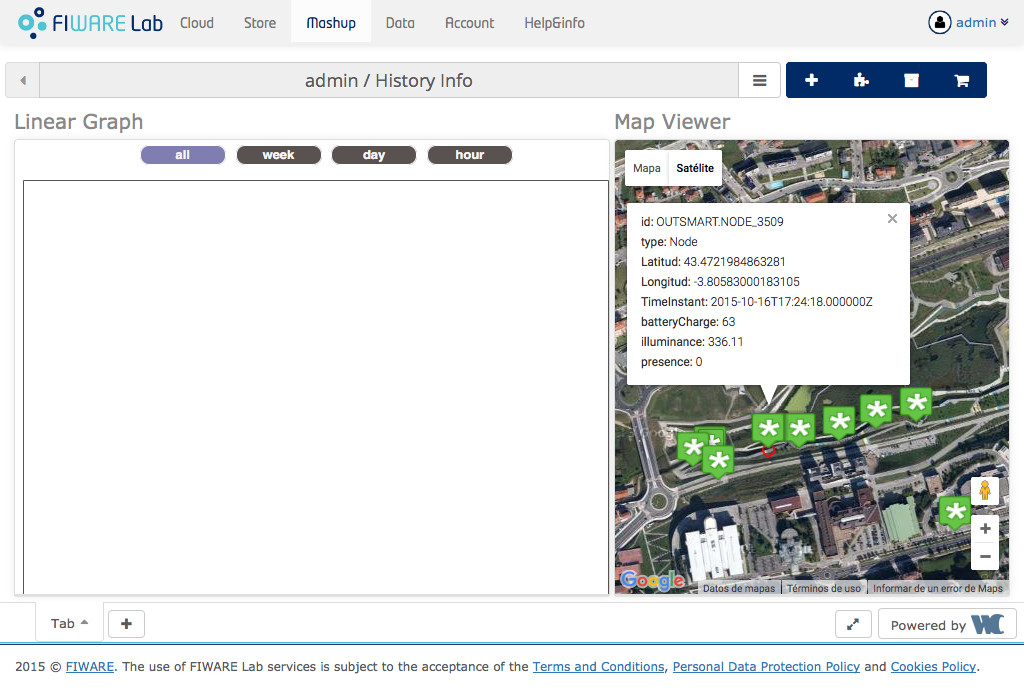 FIWARE Lab Cloud Store Mashup Data Account Help&info admin
admin / History Info
Linear Graph
all week day hour
Map Viewer
Mapa Satélite
id: OUTSMART.NODE_3509
type: Node
Latitud: 43.4721984863281
Longitud: -3.80583000183105
TimeInstant: 2015-10-16T17:24:18.000000Z
batteryCharge: 63
illuminance: 336.11
presence: 0
Google
Datos de mapas Términos de uso Informar de un error de Maps
Tab
Powered by WC
2015 © FIWARE. The use of FIWARE Lab services is subject to the acceptance of the Terms and Conditions, Personal Data Protection Policy and Cookies Policy.